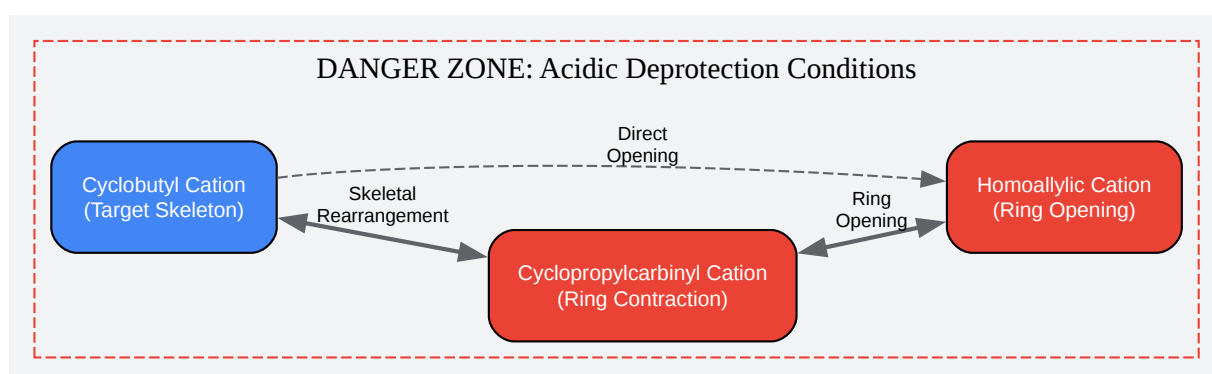 DANGER ZONE: Acidic Deprotection Conditions
Direct
Opening
Cyclobutyl Cation
(Target Skeleton)
Skeletal
Rearrangement
Ring
Opening
Homoallylic Cation
(Ring Opening)
Cyclopropylcarbinyl Cation
(Ring Contraction)